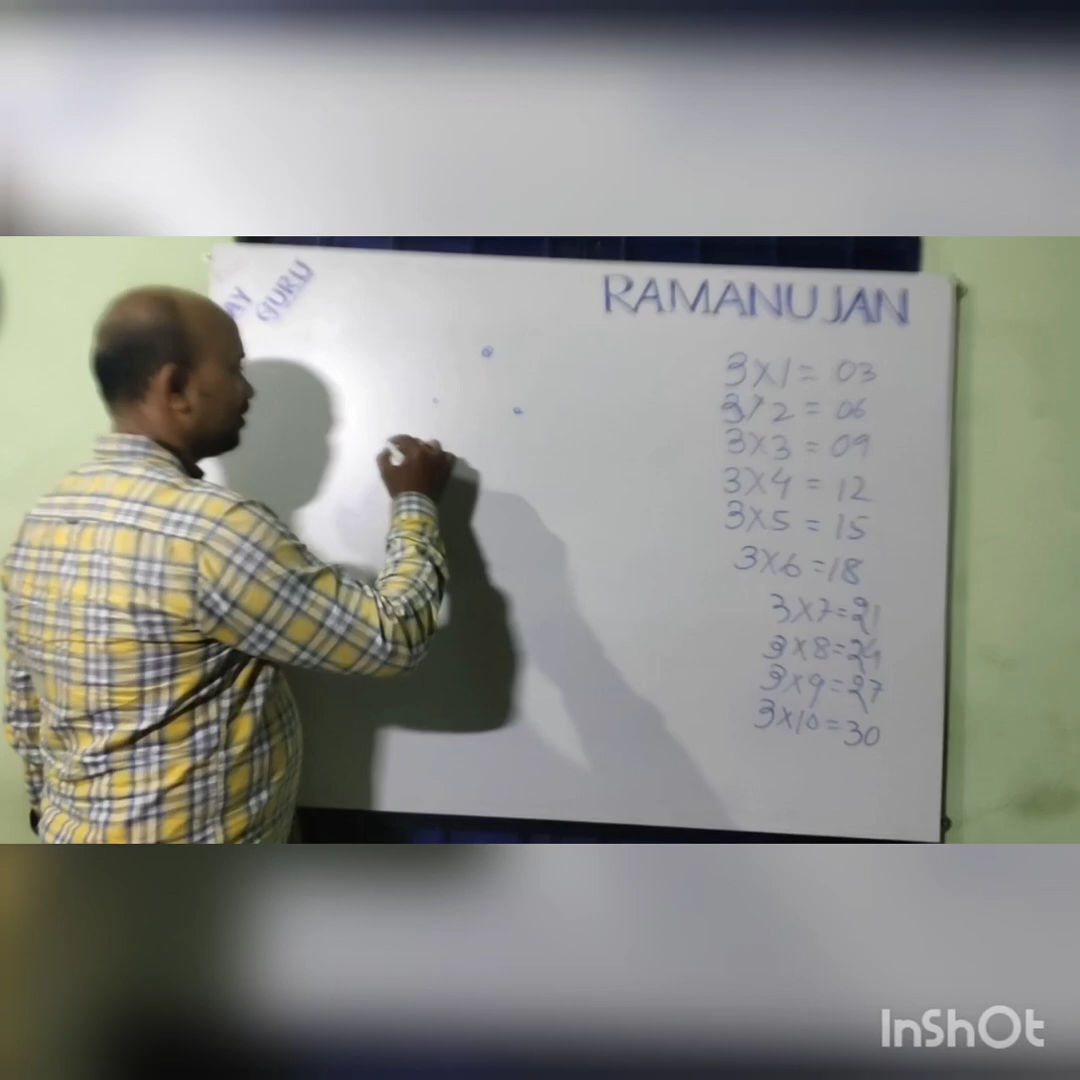 AY
GURU
RAMANUJAN
3X1= 03
3X2 = 06
3X3 = 09
3X4 = 12
3X5 = 15
3X6 =18
3X7=21
3X8=24
3X9=27
3X10=30
InShOt